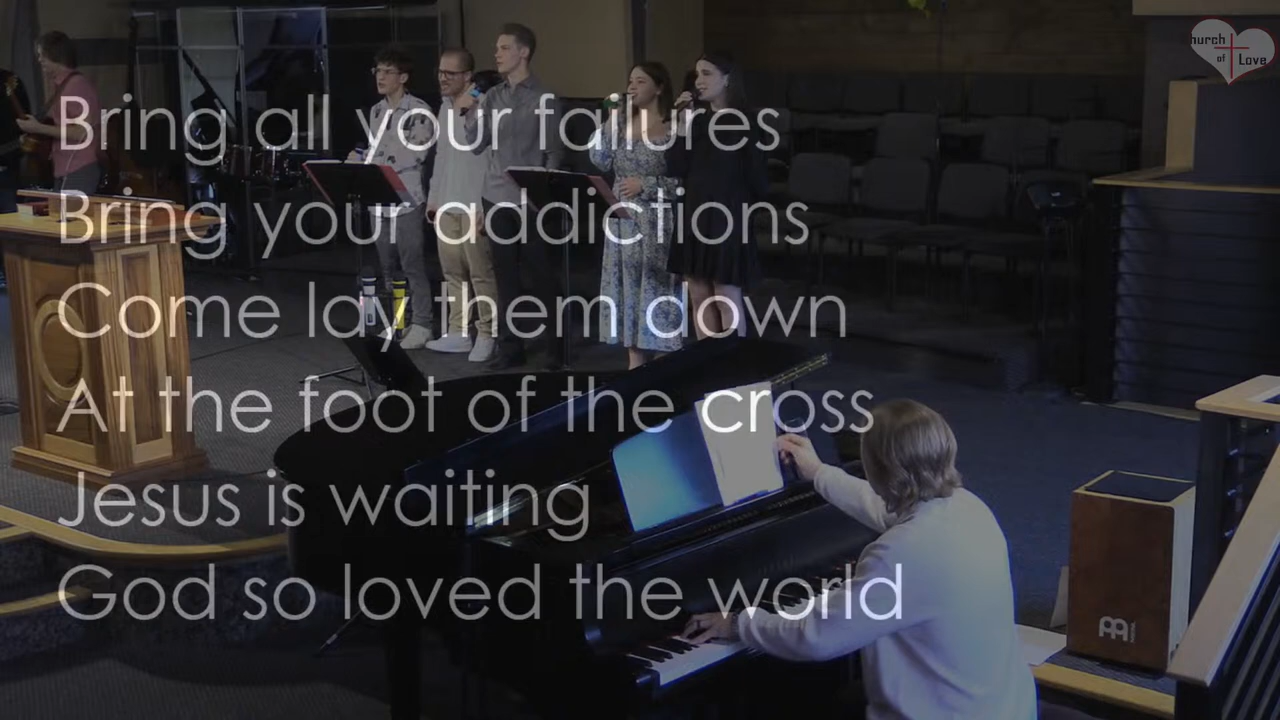 Bring all your failures
Bring your addictions
Come lay them down
At the foot of the cross
Jesus is waiting
God so loved the world
hurch
of
Love